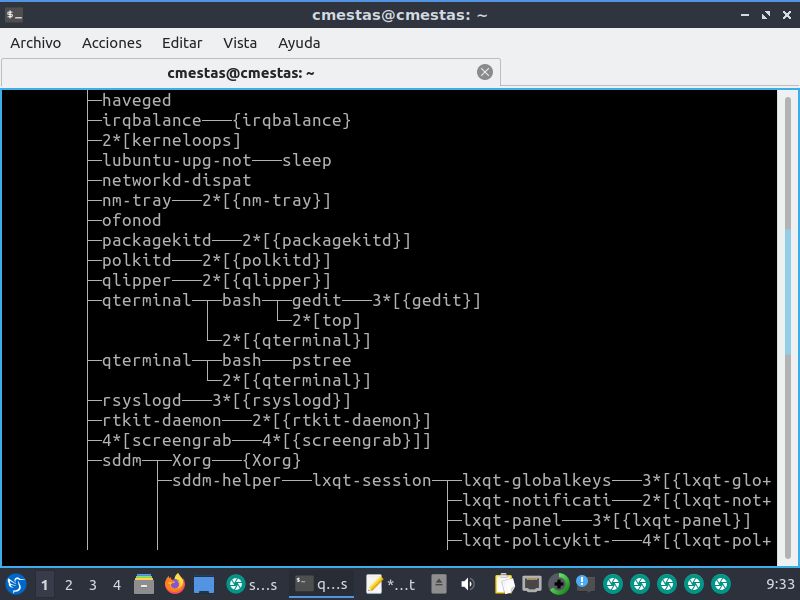 cmestas@cmestas: ~
Archivo Acciones Editar Vista Ayuda
cmestas@cmestas: ~
├─haveged
├─irqbalance───{irqbalance}
├─2*[kerneloops]
├─lubuntu-upg-not───sleep
├─networkd-dispat
├─nm-tray───2*[{nm-tray}]
├─ofonod
├─packagekitd───2*[{packagekitd}]
├─polkitd───2*[{polkitd}]
├─qlipper───2*[{qlipper}]
├─qterminal─┬─bash─┬─gedit───3*[{gedit}]
│           │      └─2*[top]
│           └─2*[{qterminal}]
├─qterminal─┬─bash───pstree
│           └─2*[{qterminal}]
├─rsyslogd───3*[{rsyslogd}]
├─rtkit-daemon───2*[{rtkit-daemon}]
├─4*[screengrab───4*[{screengrab}]]
├─sddm─┬─Xorg───{Xorg}
│      ├─sddm-helper───lxqt-session─┬─lxqt-globalkeys───3*[{lxqt-glo+
│      │                            ├─lxqt-notificati───2*[{lxqt-not+
│      │                            ├─lxqt-panel───3*[{lxqt-panel}]
│      │                            ├─lxqt-policykit-───4*[{lxqt-pol+
1 2 3 4 s...s q...s *...t 9:33